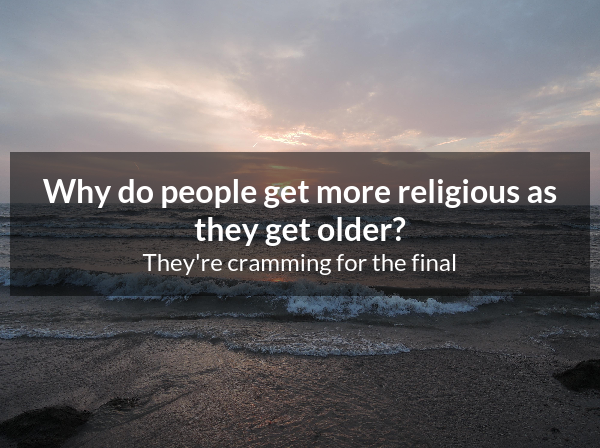 Why do people get more religious as
they get older?
They're cramming for the final